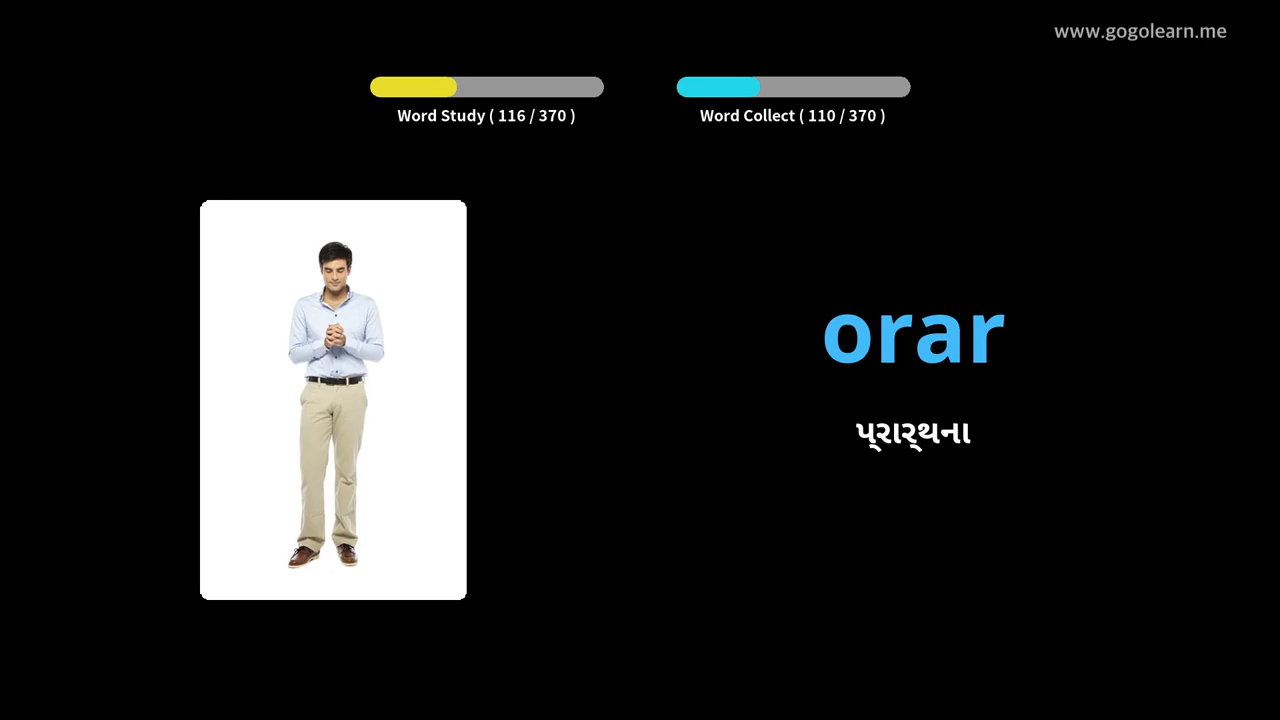 www.gogolearn.me
Word Study ( 116 / 370 )
Word Collect ( 110 / 370 )
orar
પ્રાર્થના